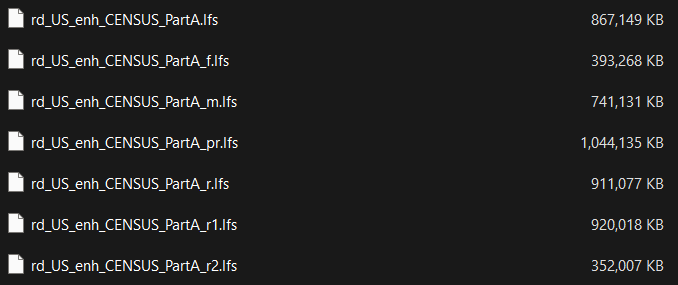 rd_US_enh_CENSUS_PartA.lfs 867,149 KB
rd_US_enh_CENSUS_PartA_f.lfs 393,268 KB
rd_US_enh_CENSUS_PartA_m.lfs 741,131 KB
rd_US_enh_CENSUS_PartA_pr.lfs 1,044,135 KB
rd_US_enh_CENSUS_PartA_r.lfs 911,077 KB
rd_US_enh_CENSUS_PartA_r1.lfs 920,018 KB
rd_US_enh_CENSUS_PartA_r2.lfs 352,007 KB